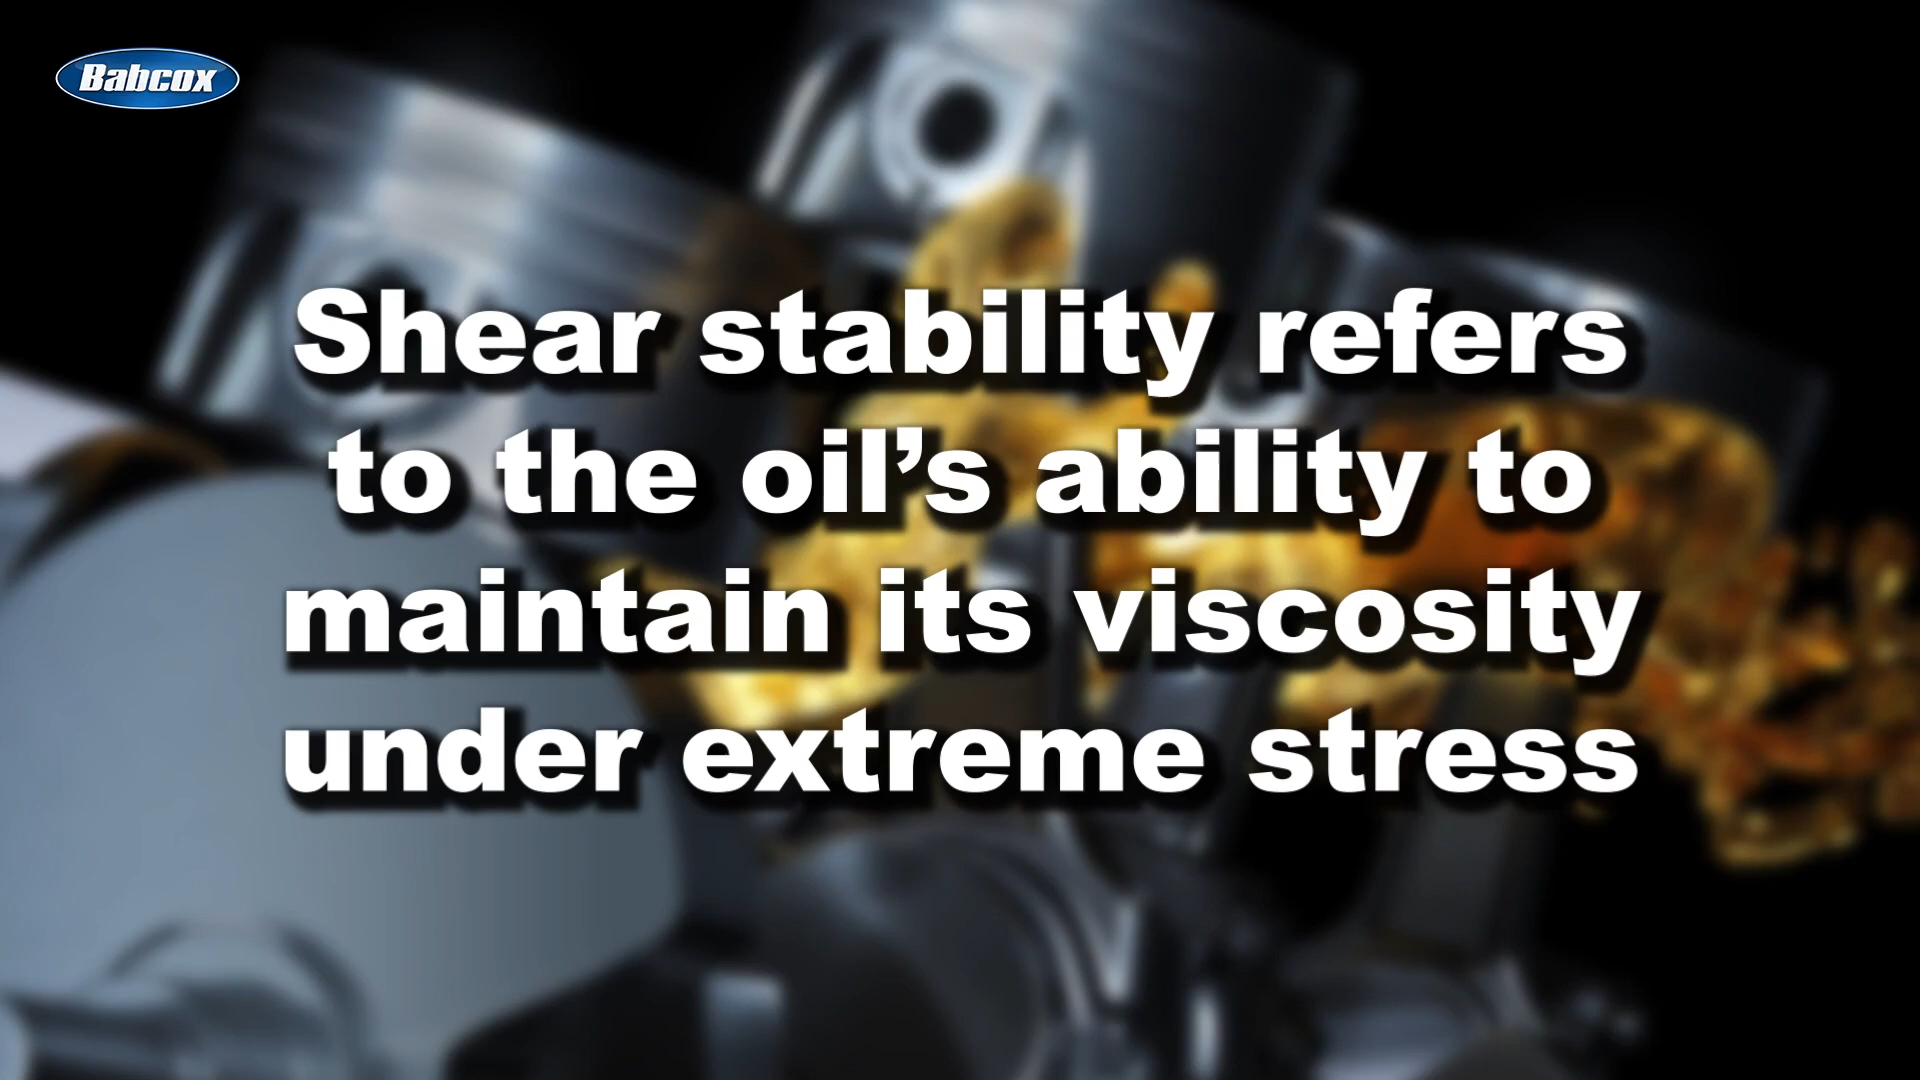 Babcox
Shear stability refers
to the oil’s ability to
maintain its viscosity
under extreme stress